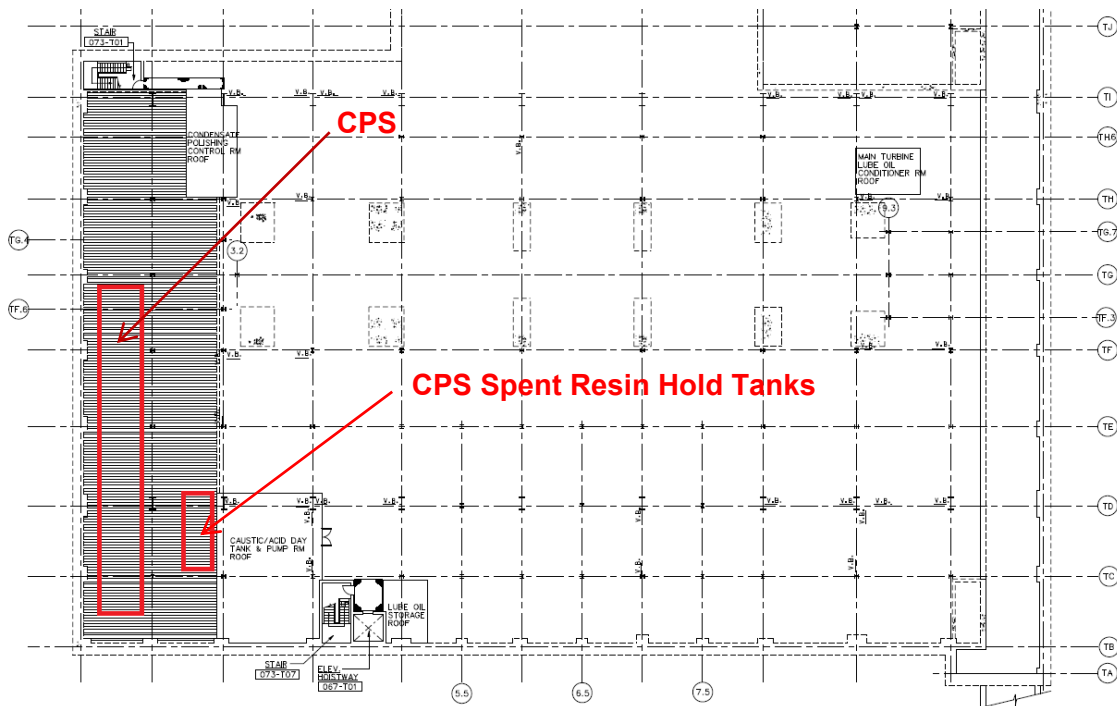 STAIR
073-T01
TJ
V.B.
V.B.
V.B.
V.B.
V.B.
V.B.
V.B.
TI
CPS
CONDENSATE
POLISHING
CONTROL RM
ROOF
V.B.
TH6
MAIN TURBINE
LUBE OIL
CONDITIONER RM
ROOF
V.B.
V.B.
V.B.
V.B.
V.B.
V.B.
TH
9.3
TG.4
3.2
TG.7
TG
TF.6
TF.3
V.B.
V.B.
V.B.
V.B.
V.B.
TF
CPS Spent Resin Hold Tanks
V.B.
TE
V.B.
V.B.
V.B.
V.B.
V.B.
V.B.
V.B.
TD
V.B.
V.B.
V.B.
CAUSTIC/ACID DAY
TANK & PUMP RM
ROOF
V.B.
V.B.
V.B.
TC
LUBE OIL
STORAGE
ROOF
TB
STAIR
073-T07
ELEV.
HOISTWAY
067-T01
TA
5.5
6.5
7.5